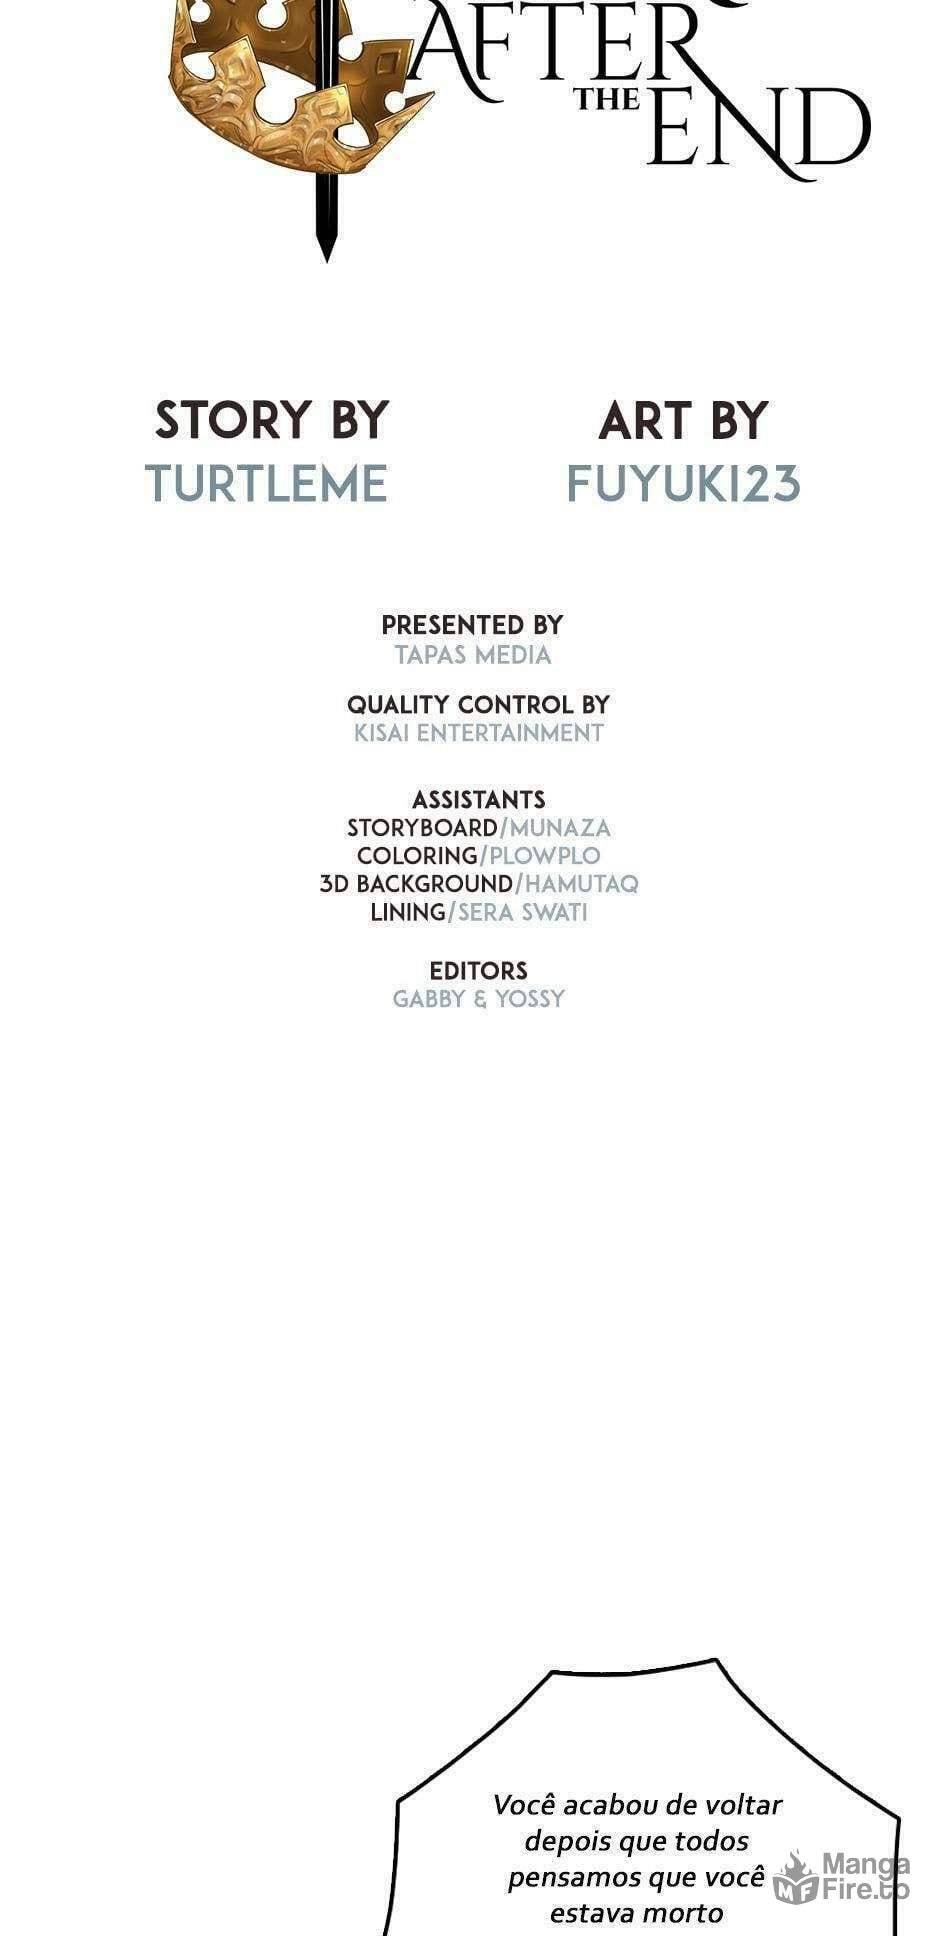 AFTER
THE END
STORY BY
TURTLEME
ART BY
FUYUKI23
PRESENTED BY
TAPAS MEDIA
QUALITY CONTROL BY
KISAI ENTERTAINMENT
ASSISTANTS
STORYBOARD/MUNAZA
COLORING/PLOWPLO
3D BACKGROUND/HAMUTAQ
LINING/SERA SWATI
EDITORS
GABBY & YOSSY
Você acabou de voltar
depois que todos
pensamos que você
estava morto
MF
Manga
Fire.to